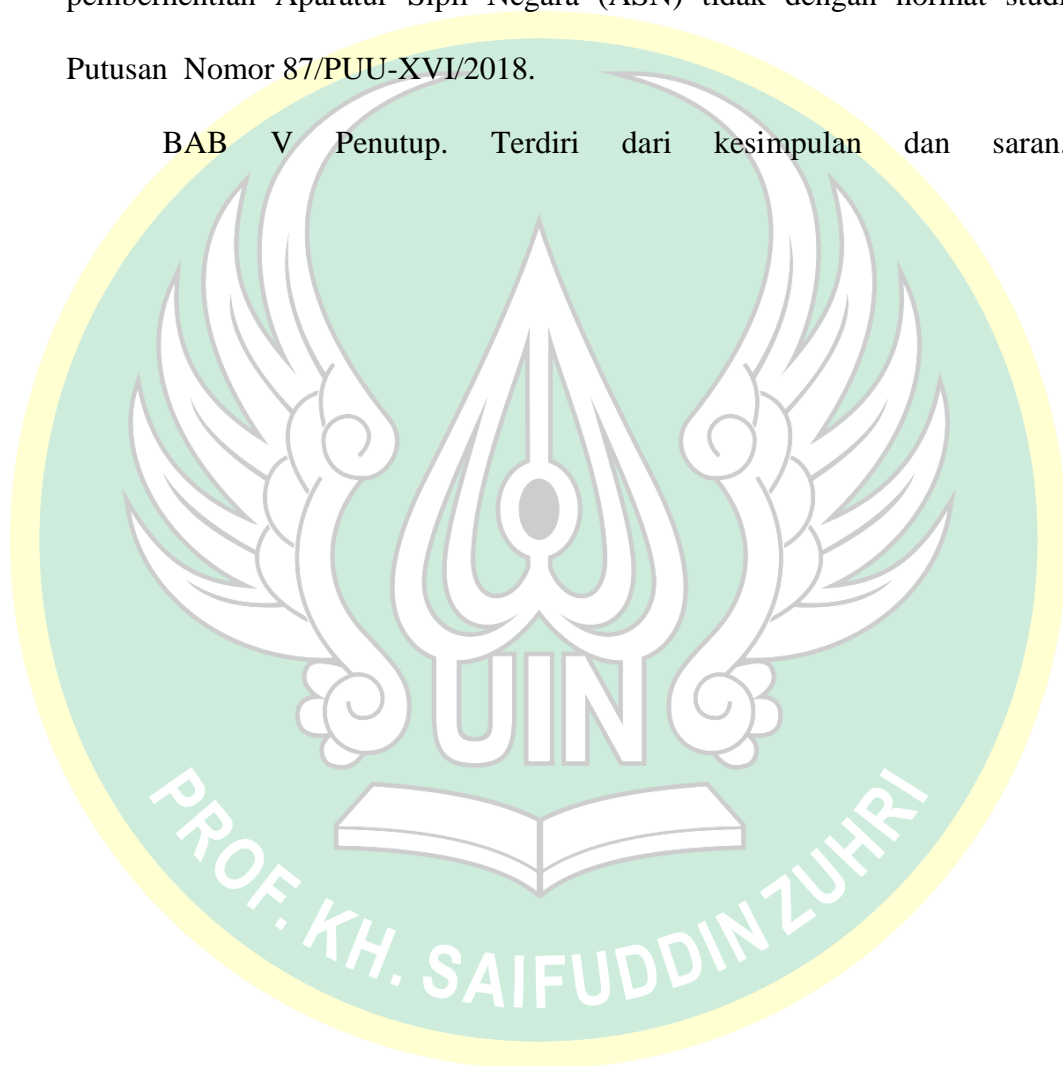 pemberhentian Aparatur Sipil Negara (ASN) tidak dengan hormat studi
Putusan Nomor 87/PUU-XVI/2018.
BAB V Penutup. Terdiri dari kesimpulan dan saran.
UIN
PROF. KH. SAIFUDDIN ZUHRI